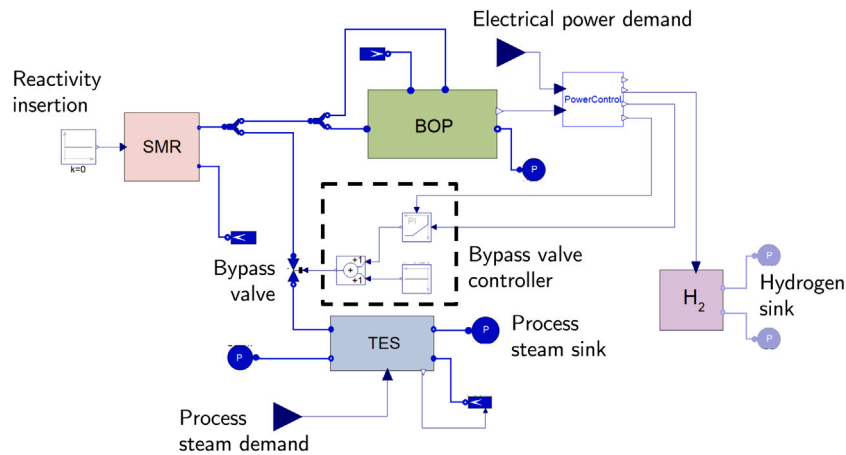 Electrical power demand
Reactivity
insertion
k=0
SMR
BOP
PowerControl
P
PI
+1
+
+1
Bypass
valve
Bypass valve
controller
H2
P
P
Hydrogen
sink
TES
P
P
Process
steam sink
Process
steam demand